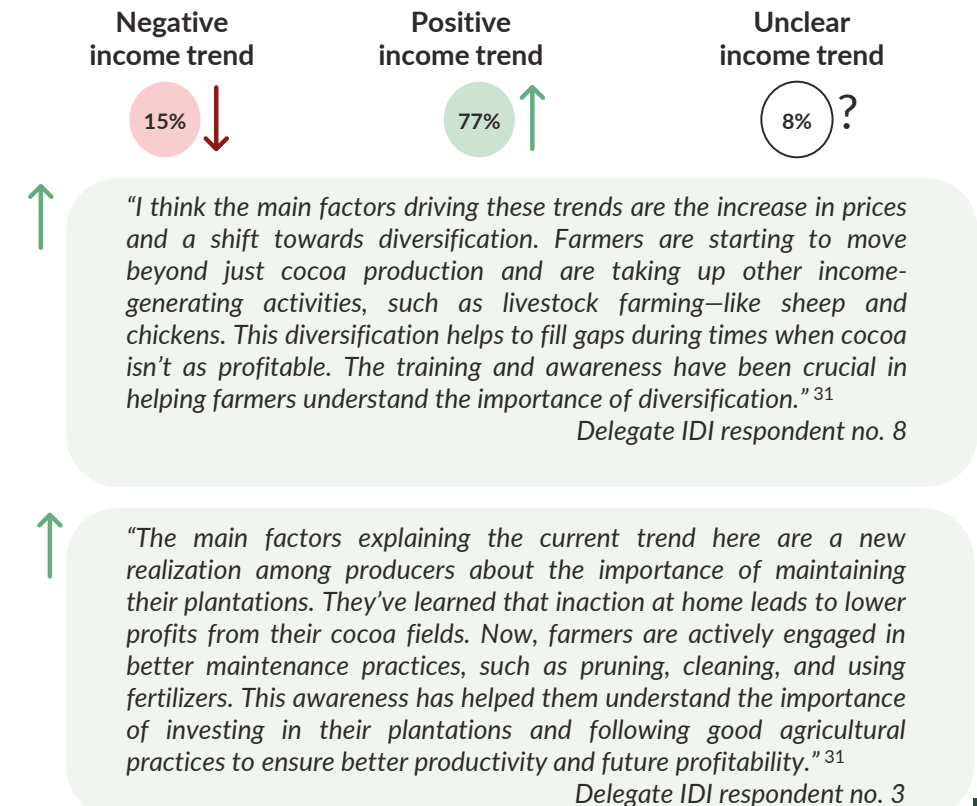 Negative income trend
Positive income trend
Unclear income trend
15%
77%
8% ?
“I think the main factors driving these trends are the increase in prices
and a shift towards diversification. Farmers are starting to move
beyond just cocoa production and are taking up other income-
generating activities, such as livestock farming—like sheep and
chickens. This diversification helps to fill gaps during times when cocoa
isn’t as profitable. The training and awareness have been crucial in
helping farmers understand the importance of diversification.” 31
Delegate IDI respondent no. 8
“The main factors explaining the current trend here are a new
realization among producers about the importance of maintaining
their plantations. They’ve learned that inaction at home leads to lower
profits from their cocoa fields. Now, farmers are actively engaged in
better maintenance practices, such as pruning, cleaning, and using
fertilizers. This awareness has helped them understand the importance
of investing in their plantations and following good agricultural
practices to ensure better productivity and future profitability.” 31
Delegate IDI respondent no. 3